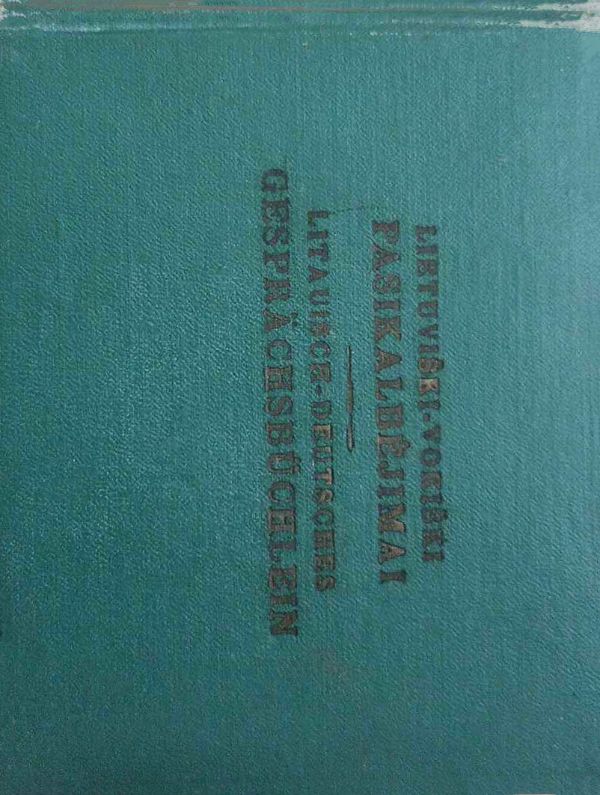 LIETUVIŠKI-VOKIŠKI
PASIKALBĖJIMAI
LITAUISCH-DEUTSCHES
GESPRÄCHSBÜCHLEIN